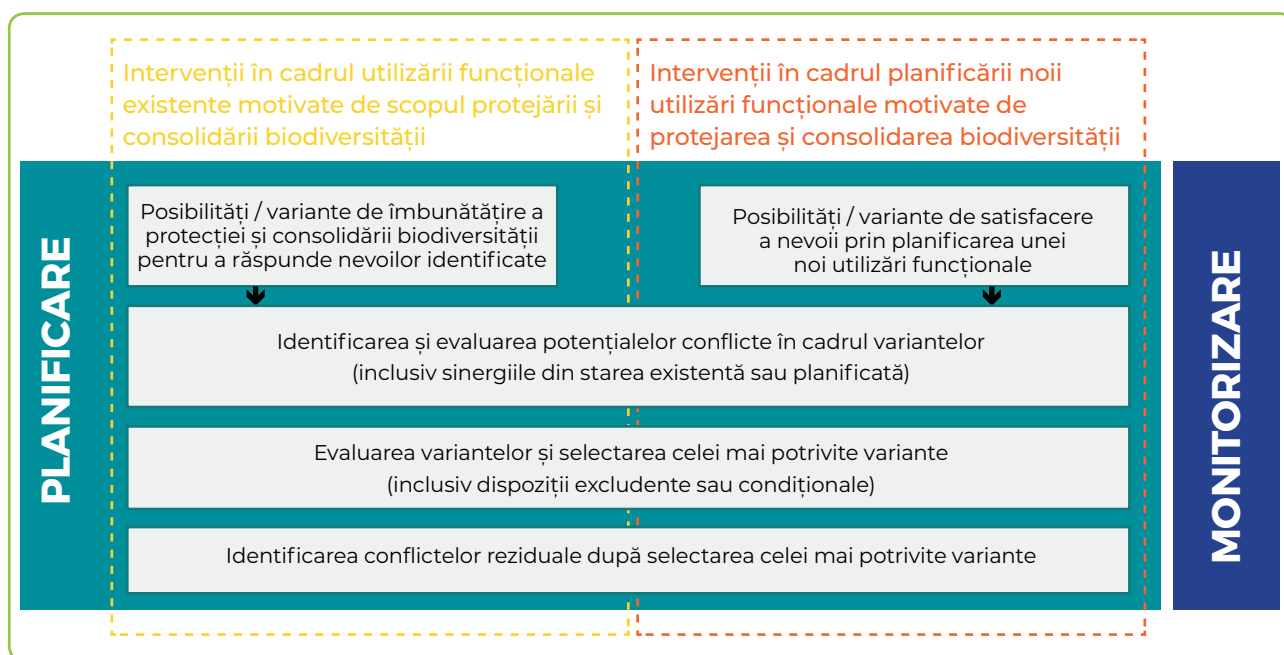 Intervenții în cadrul utilizării funcționale
existente motivate de scopul protejării și
consolidării biodiversității
Intervenții în cadrul planificării noii
utilizări funcționale motivate de
protejarea și consolidarea biodiversității
PLANIFICARE
Posibilități / variante de îmbunătățire a
protecției și consolidării biodiversității
pentru a răspunde nevoilor identificate
Posibilități / variante de satisfacere
a nevoii prin planificarea unei
noi utilizări funcționale
Identificarea și evaluarea potențialelor conflicte în cadrul variantelor
(inclusiv sinergiile din starea existentă sau planificată)
Evaluarea variantelor și selectarea celei mai potrivite variante
(inclusiv dispoziții excludente sau condiționale)
Identificarea conflictelor reziduale după selectarea celei mai potrivite variante
MONITORIZARE